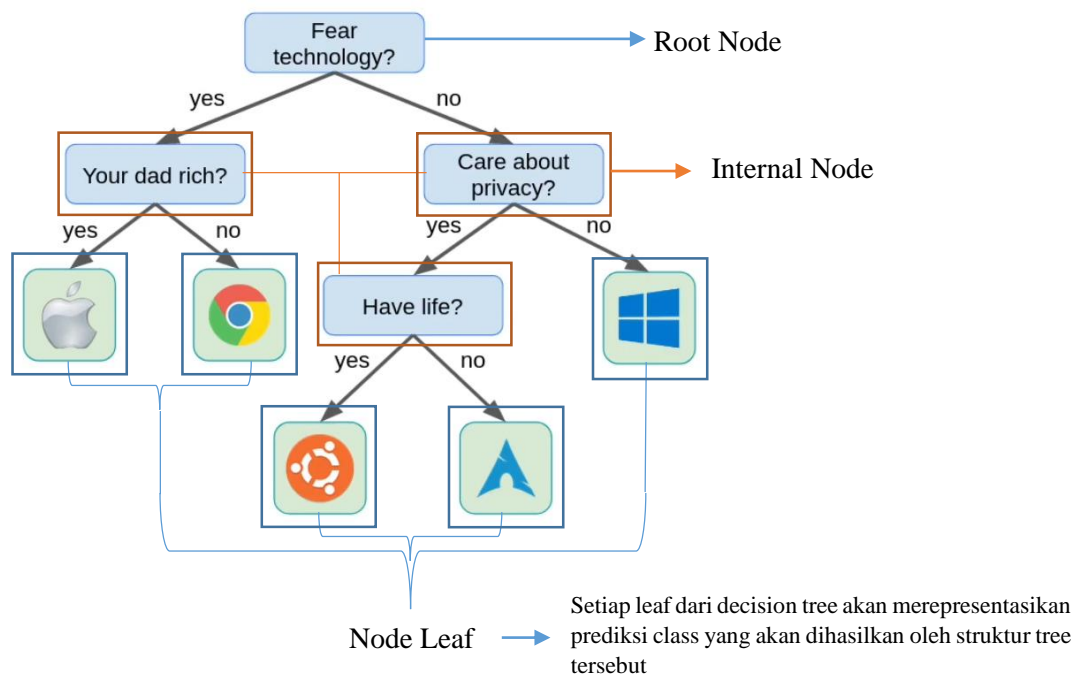 Fear
technology?
Root Node
yes
no
Your dad rich?
Care about
privacy?
Internal Node
yes
no
yes
no
Have life?
yes
no
Node Leaf
Setiap leaf dari decision tree akan merepresentasikan
prediksi class yang akan dihasilkan oleh struktur tree
tersebut